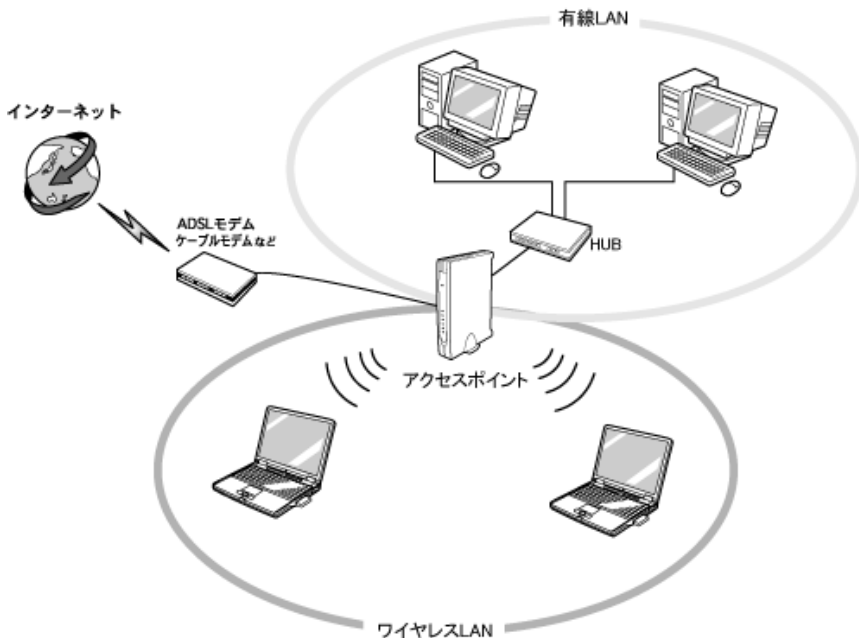 有線LAN
インターネット
ADSLモデム
ケーブルモデムなど
HUB
アクセスポイント
ワイヤレスLAN